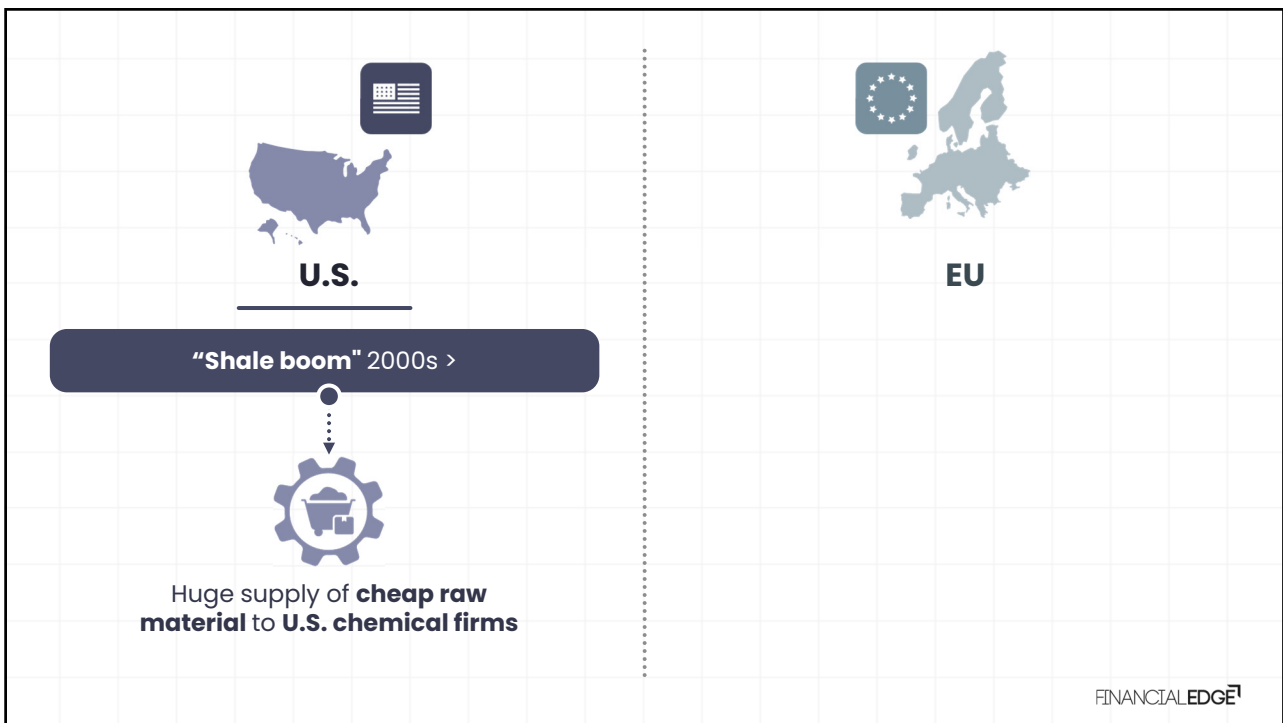 U.S.
“Shale boom" 2000s >
Huge supply of cheap raw
material to U.S. chemical firms
EU
FINANCIALEDGE